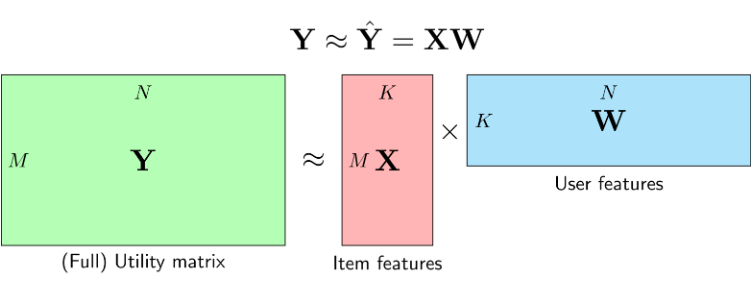 Y ≈ Ŷ = XW
N
M
Y
(Full) Utility matrix
≈
K
M X
Item features
×
N
K
W
User features